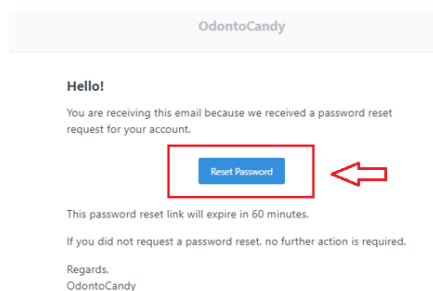 OdontoCandy
Hello!
You are receiving this email because we received a password reset
request for your account.
Reset Password
This password reset link will expire in 60 minutes.
If you did not request a password reset, no further action is required.
Regards,
OdontoCandy